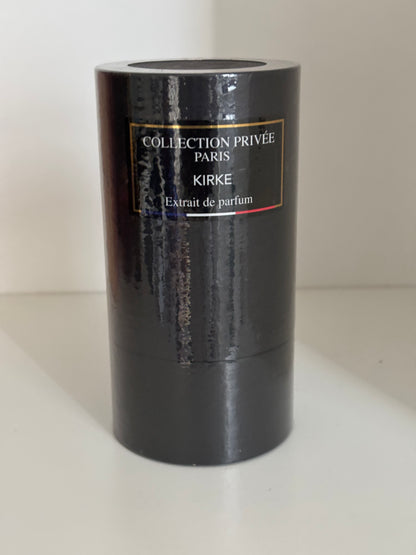 COLLECTION PRIVÉE
PARIS
KIRKE
Extrait de parfum